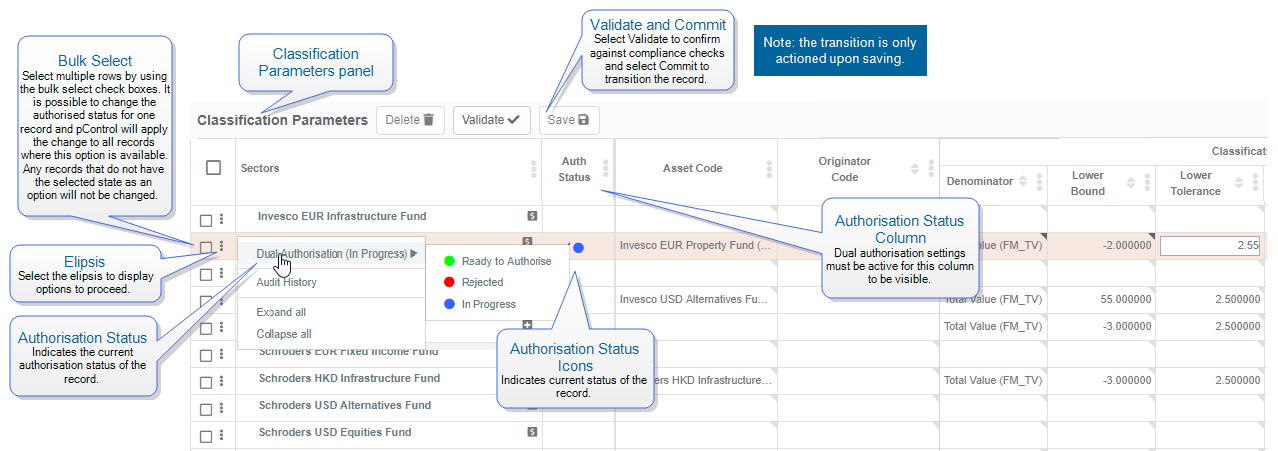 Bulk Select
Select multiple rows by using
the bulk select check boxes. It
is possible to change the
authorised status for one
record and pControl will apply
the change to all records
where this option is available.
Any records that do not have
the selected state as an
option will not be changed.
Classification
Parameters panel
Validate and Commit
Select Validate to confirm
against compliance checks
and select Commit to
transition the record.
Note: the transition is only
actioned upon saving.
Classification Parameters
Delete
Validate
Save
Sectors
Auth
Status
Asset Code
Originator
Code
Classificat
Denominator
Lower
Bound
Lower
Tolerance
Invesco EUR Infrastructure Fund
Invesco EUR Property Fund (...
Value (FM_TV)
-2.000000
2.55
Dual Authorisation (In Progress)
Audit History
Expand all
Collapse all
Ready to Authorise
Rejected
In Progress
Invesco USD Alternatives Fu...
Total Value (FM_TV)
55.000000
2.500000
Total Value (FM_TV)
-3.000000
2.500000
Schroders EUR Fixed Income Fund
Schroders HKD Infrastructure Fund
ers HKD Infrastructure...
Total Value (FM_TV)
-3.000000
2.500000
Schroders USD Alternatives Fund
Schroders USD Equities Fund
Elipsis
Select the elipsis to display
options to proceed.
Authorisation Status
Indicates the current
authorisation status of the
record.
Authorisation Status
Icons
Indicates current status of the
record.
Authorisation Status
Column
Dual authorisation settings
must be active for this column
to be visible.